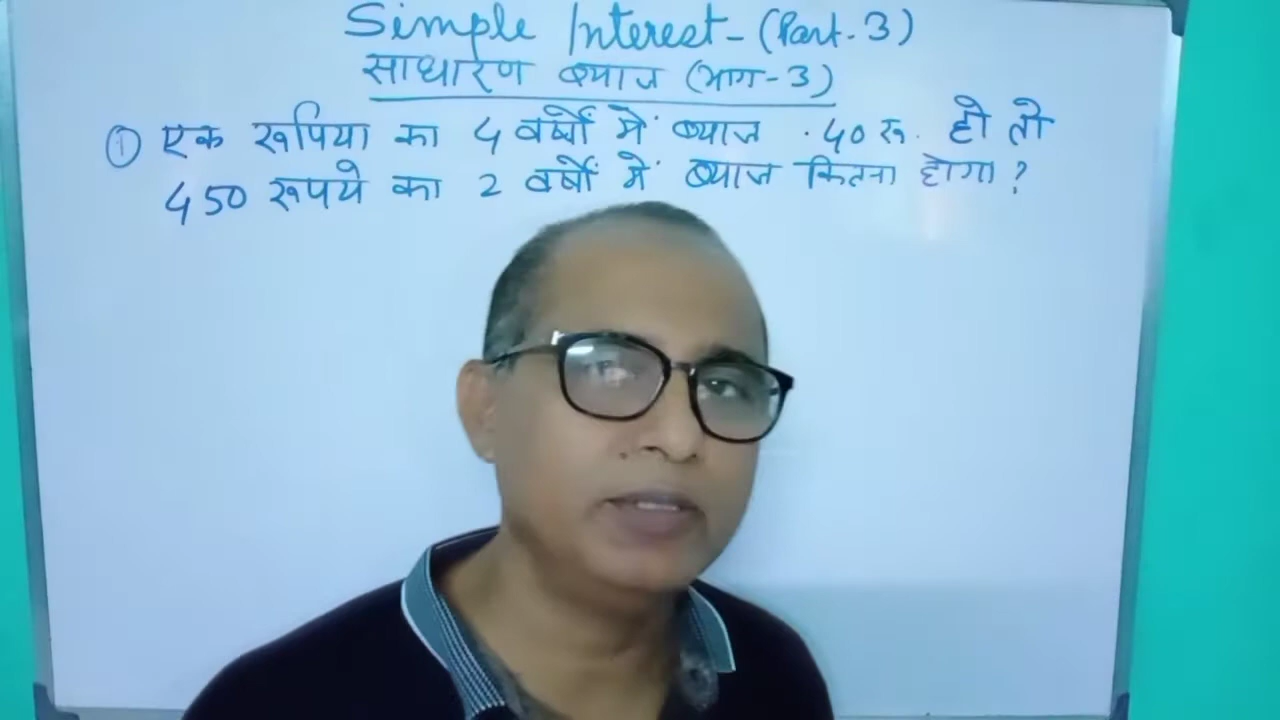 Simple Interest - (Part. 3)
साधारण ब्याज (भाग - 3)
① एक रूपिया का 4 वर्षों में ब्याज .40 रू. हो तो
450 रूपये का 2 वर्षों में ब्याज कितना होगा ?